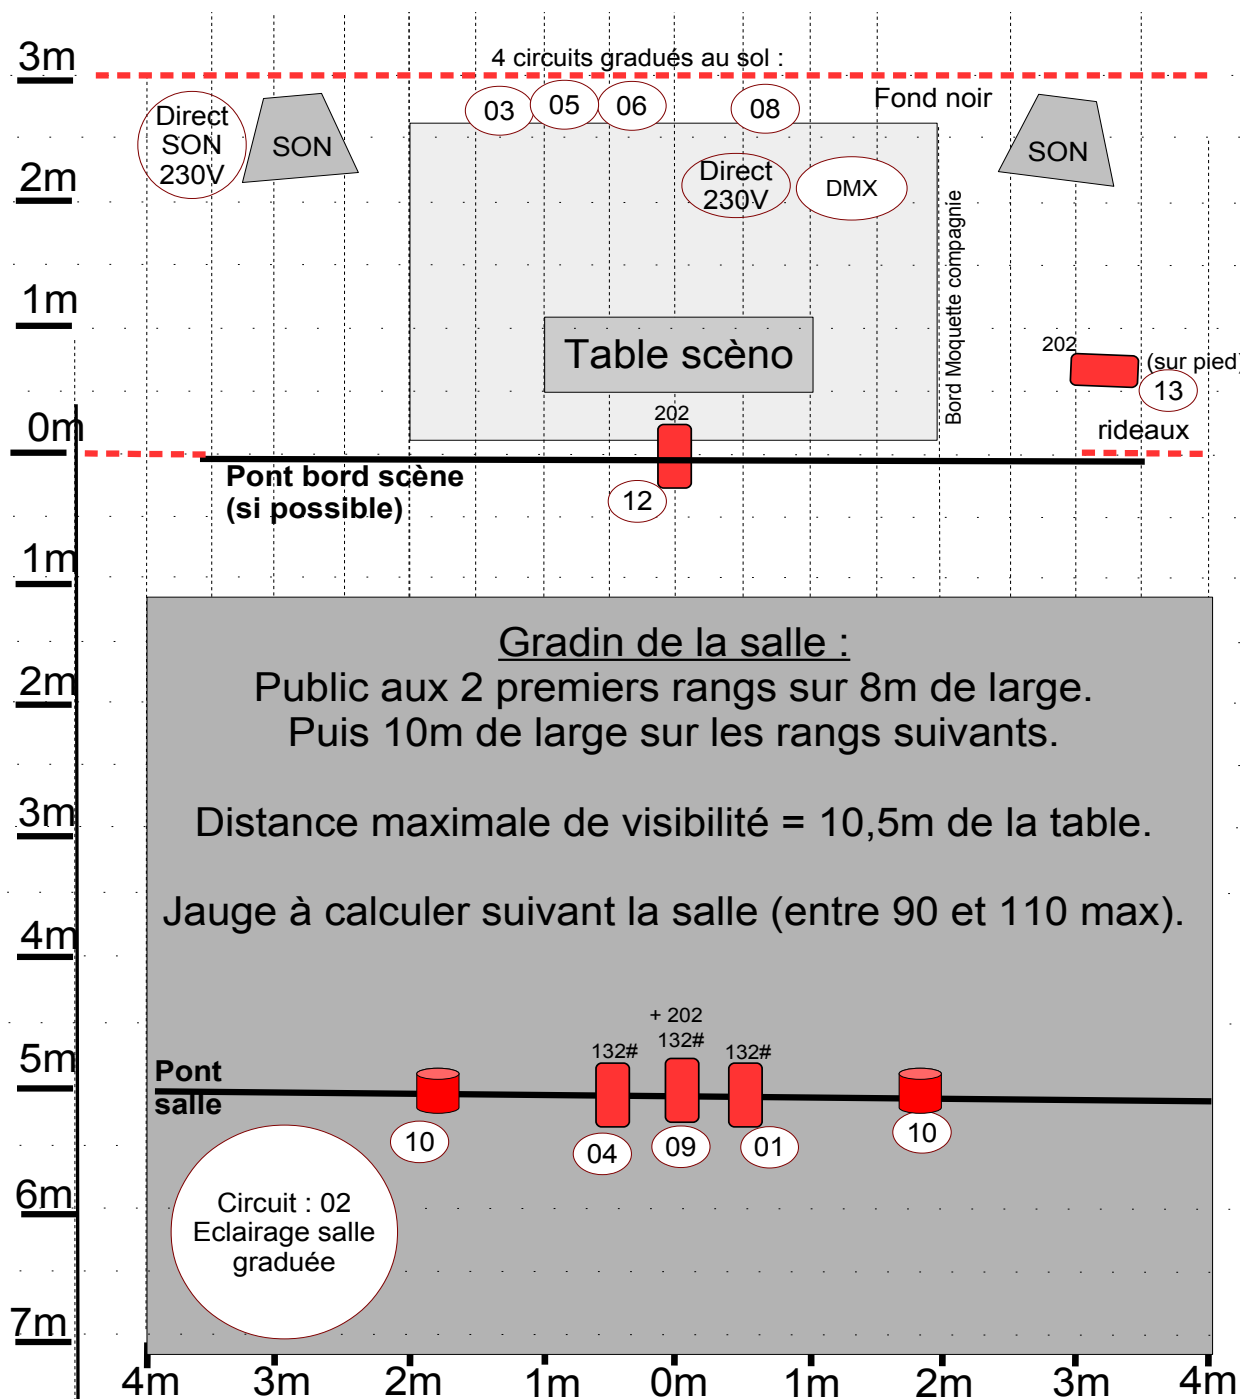 3m
4 circuits gradués au sol :
Fond noir
Direct
SON
230V
SON
03
05
06
08
SON
Direct
230V
DMX
2m
Bord Moquette compagnie
1m
Table scèno
202
(sur pied)
13
202
0m
rideaux
Pont bord scène
(si possible)
12
1m
Gradin de la salle :
Public aux 2 premiers rangs sur 8m de large.
Puis 10m de large sur les rangs suivants.
2m
3m
Distance maximale de visibilité = 10,5m de la table.
Jauge à calculer suivant la salle (entre 90 et 110 max).
4m
+ 202
132#
132#
132#
5m
Pont
salle
10
04
09
01
10
6m
Circuit : 02
Eclairage salle
graduée
7m
4m
3m
2m
1m
0m
1m
2m
3m
4m